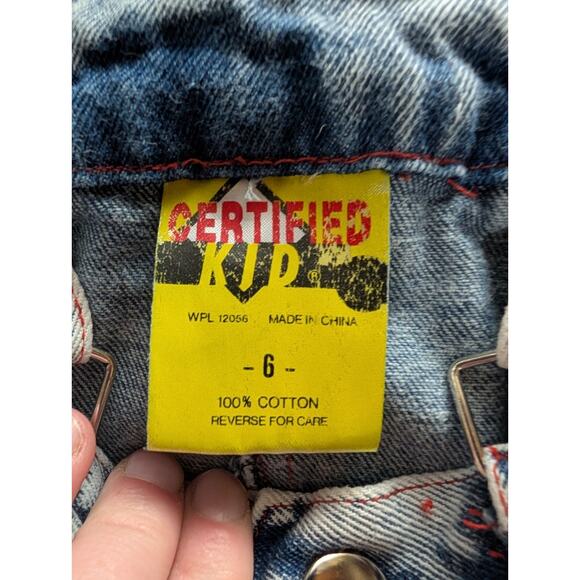 CERTIFIED
KID®
WPL 12056 MADE IN CHINA
- 6 -
100% COTTON
REVERSE FOR CARE